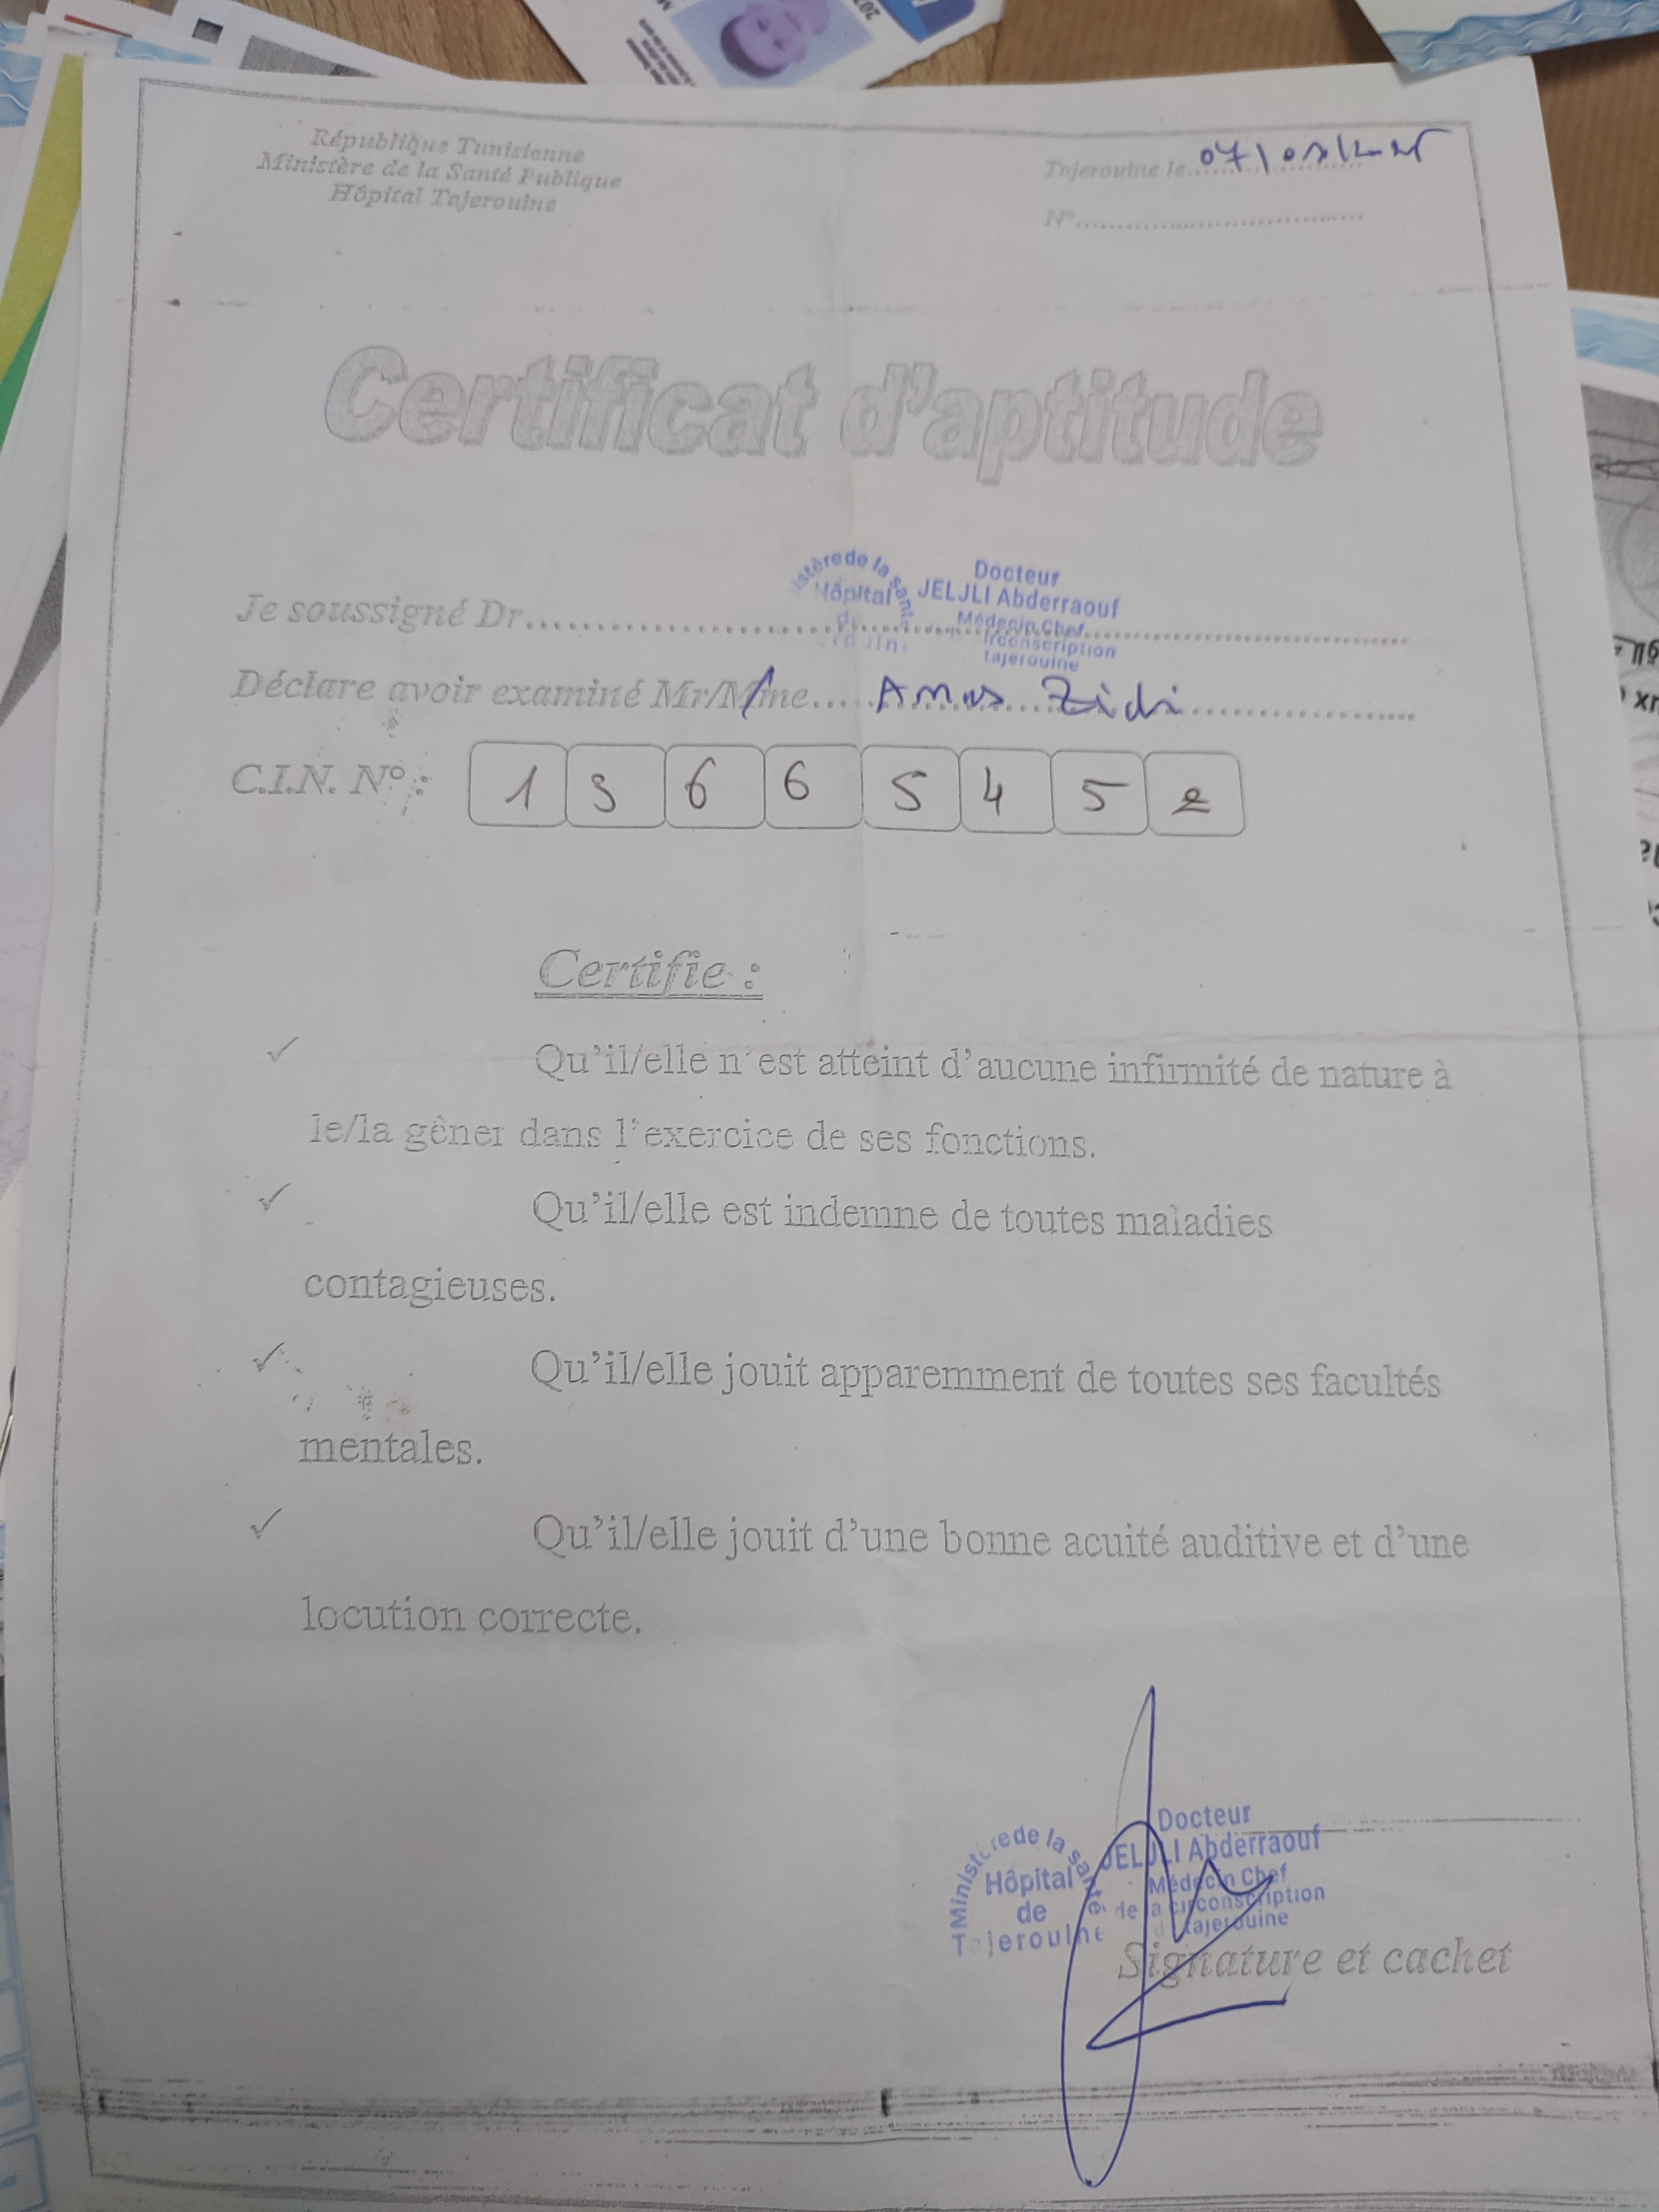 République Tunisienne
Ministère de la Santé Publique
Hôpital Tajerouine
Tajerouine le
N°
Certificat d'aptitude
Je soussigné Dr
Hôpital
Docteur
JELJLI Abderraouf
Médecin Chef
tajerouine
Déclare avoir examiné Mr/Mme Zidi
C.I.N. N° : 1 3 6 6 5 4 5 2
Certifie :
✓ Qu'il/elle n'est atteint d'aucune infirmité de nature à
le/la gêner dans l'exercice de ses fonctions.
✓ Qu'il/elle est indemne de toutes maladies
contagieuses.
✓ Qu'il/elle jouit apparemment de toutes ses facultés
mentales.
✓ Qu'il/elle jouit d'une bonne acuité auditive et d'une
locution correcte.
Ministère de la santé
Hôpital
de
Tajerouine
Docteur
JELJLI Abderraouf
Médecin Chef
de la circonscription
tajerouine
Signature et cachet